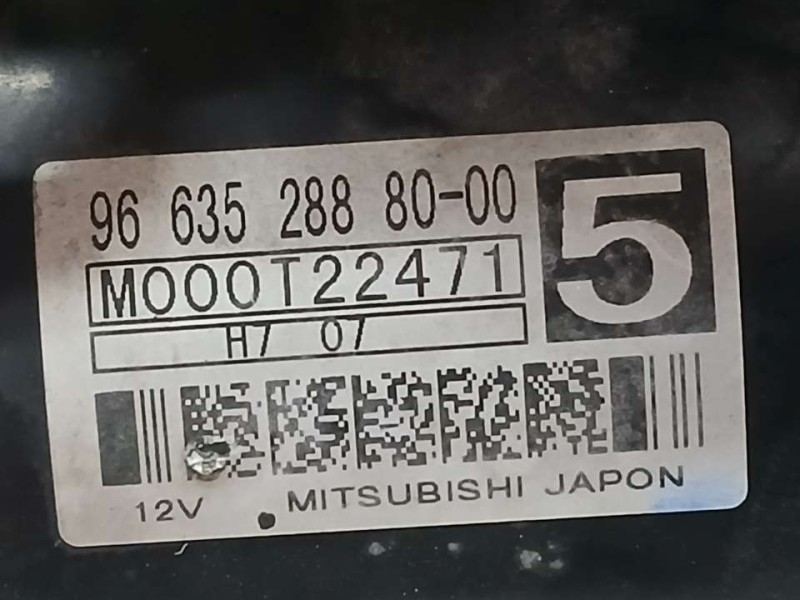 96 635 288 80-00
5
M000T22471
H7 07
12V MITSUBISHI JAPON